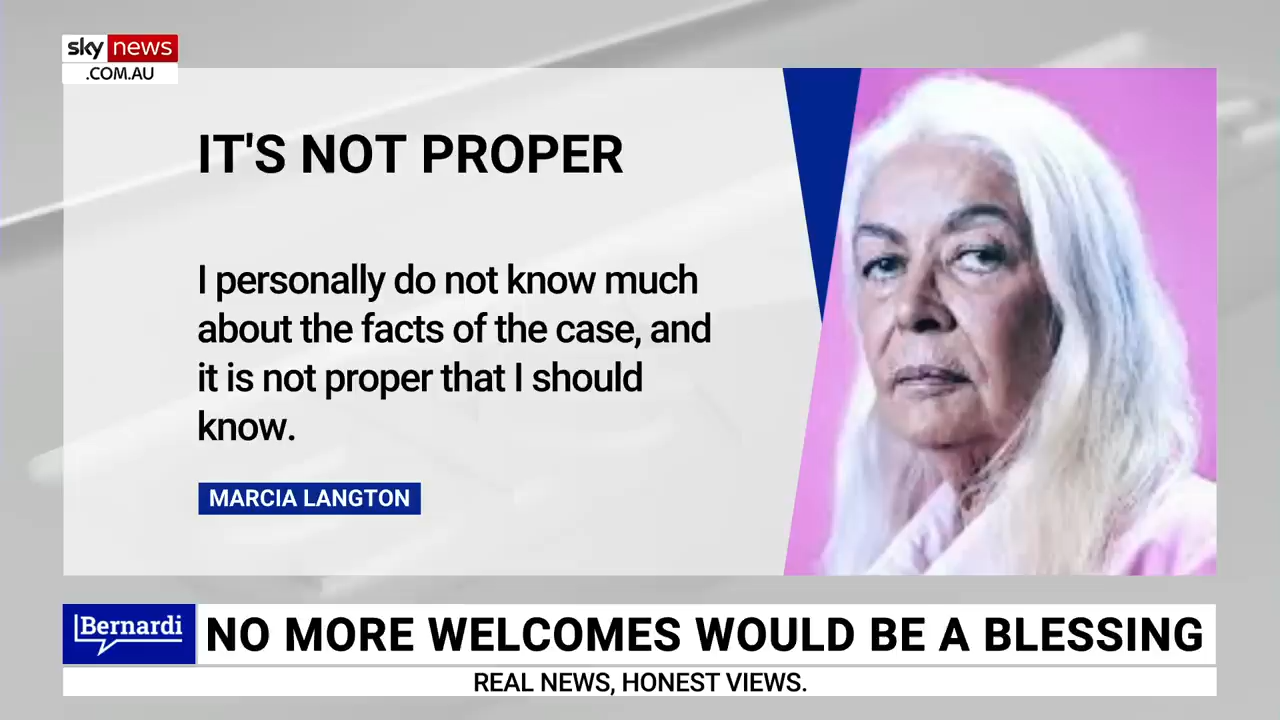 sky news
.COM.AU
IT'S NOT PROPER
I personally do not know much
about the facts of the case, and
it is not proper that I should
know.
MARCIA LANGTON
Bernardi
NO MORE WELCOMES WOULD BE A BLESSING
REAL NEWS, HONEST VIEWS.